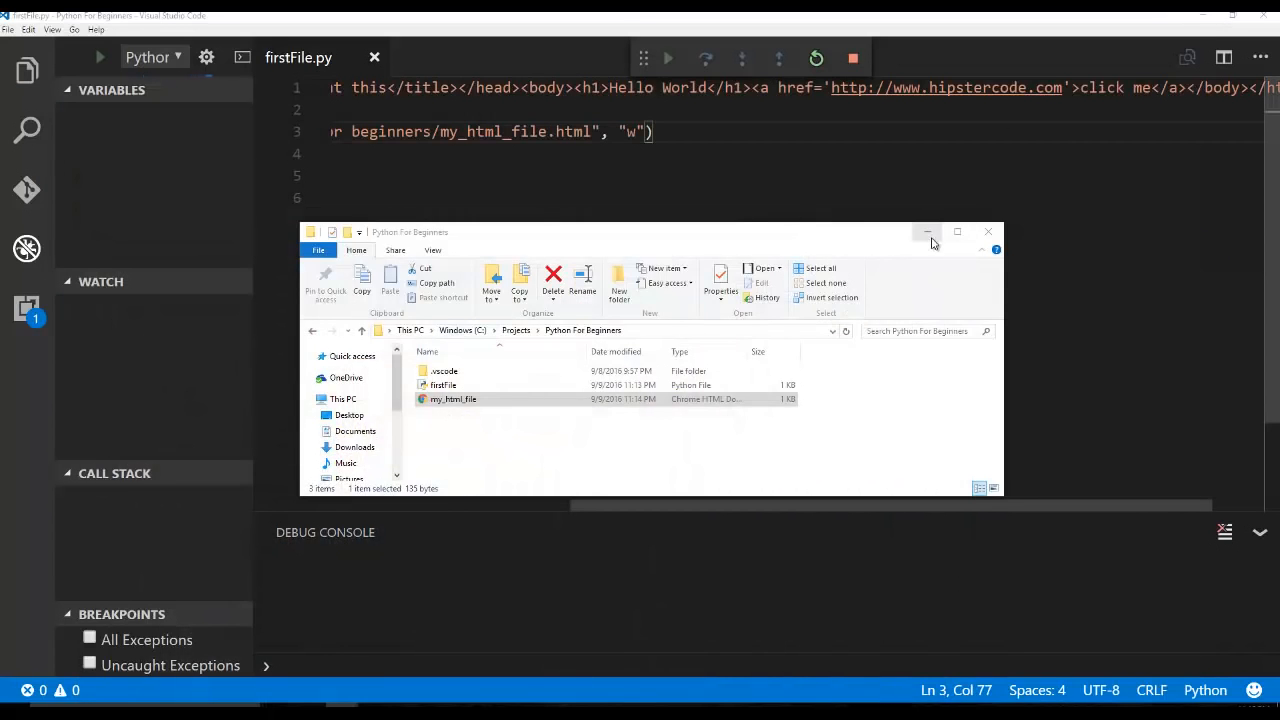 firstFile.py - Python For Beginners - Visual Studio Code
File Edit View Go Help
Python
firstFile.py
VARIABLES
1 at this</title></head><body><h1>Hello World</h1><a href='http://www.hipstercode.com'>click me</a></body></h
3 or beginners/my_html_file.html", "w")
4
5
6
Python For Beginners
File Home Share View
Pin to Quick access
Copy
Paste
Cut
Copy path
Paste shortcut
Clipboard
Move to
Copy to
Delete
Rename
Organize
New folder
New item
Easy access
New
Properties
Open
Edit
History
Open
Select all
Select none
Invert selection
Select
This PC Windows (C:) Projects Python For Beginners
Search Python For Beginners
Quick access
OneDrive
This PC
Desktop
Documents
Downloads
Music
Pictures
Name Date modified Type Size
.vscode 9/8/2016 9:57 PM File folder
firstFile 9/9/2016 11:13 PM Python File 1 KB
my_html_file 9/9/2016 11:14 PM Chrome HTML Do... 1 KB
3 items 1 item selected 135 bytes
WATCH
1
CALL STACK
BREAKPOINTS
All Exceptions
Uncaught Exceptions
DEBUG CONSOLE
0 0
Ln 3, Col 77 Spaces: 4 UTF-8 CRLF Python